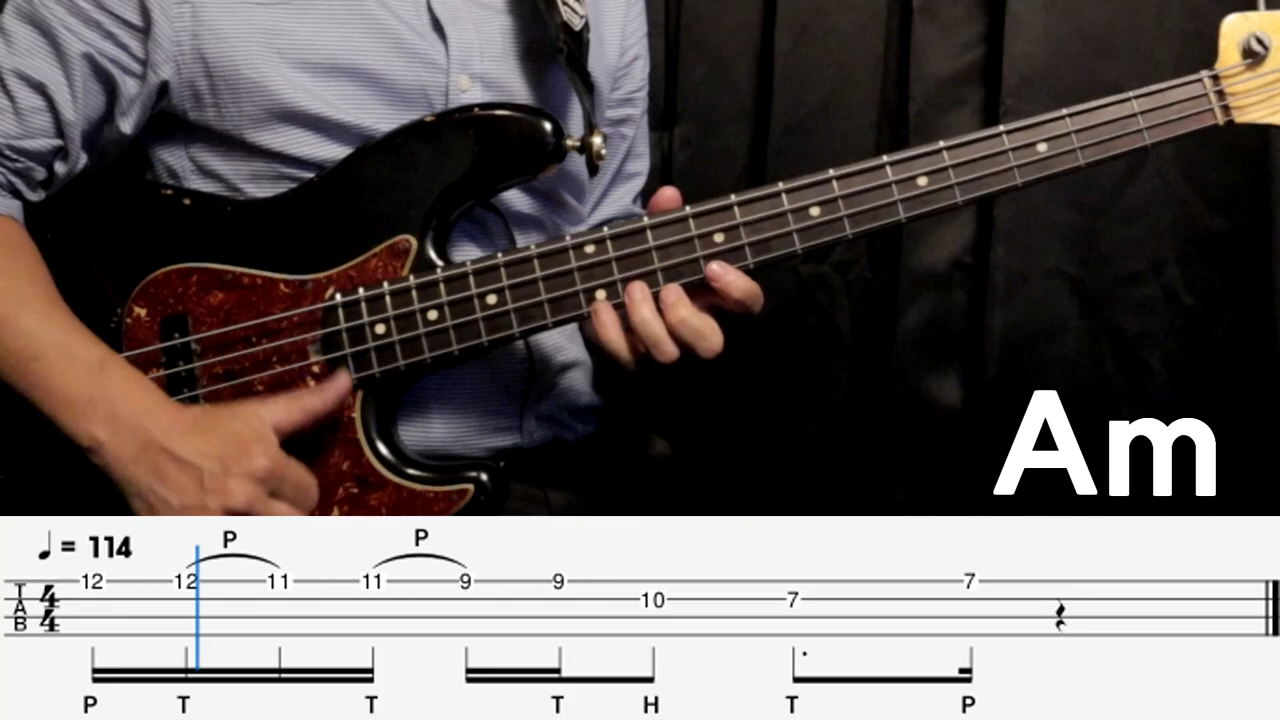 Am
♩ = 114
P P
12 12 11 11 9 9 7
10 7
T
A
B
4
4
P T T T H T P